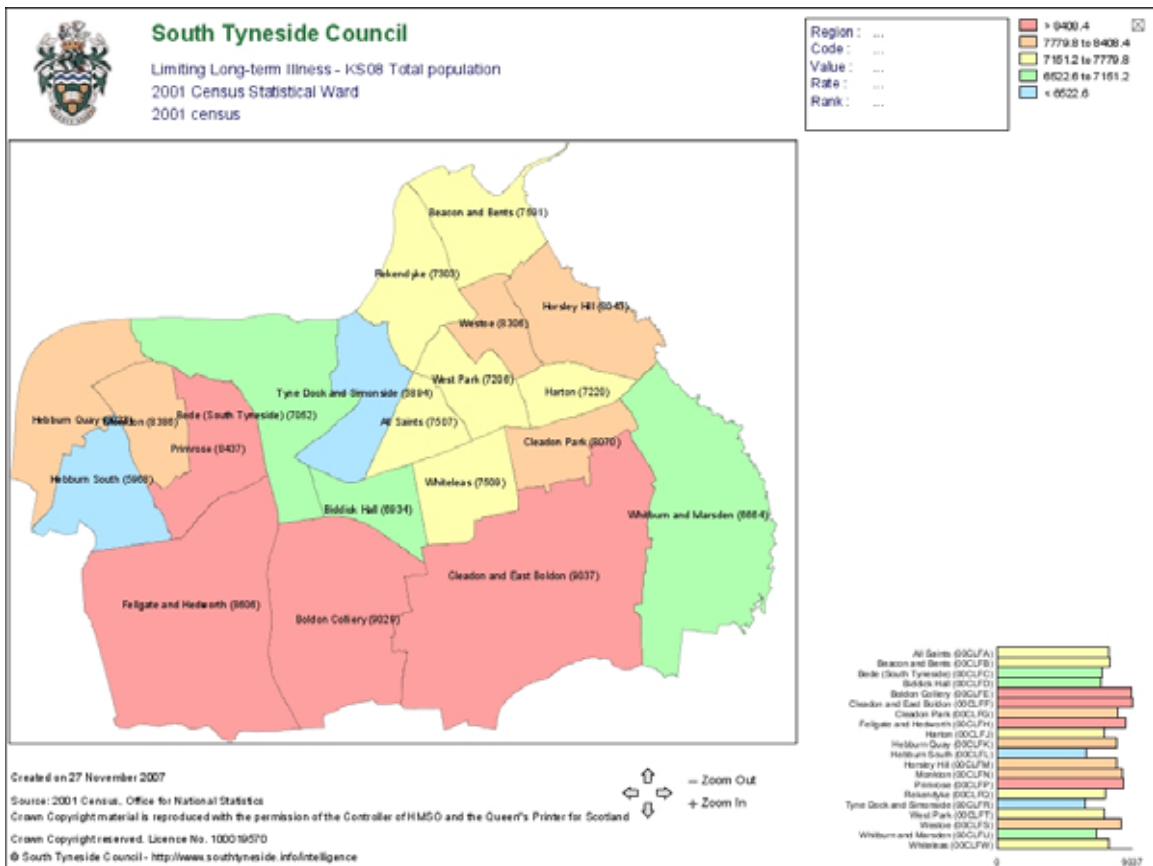 South Tyneside Council
Limiting Long-term Illness - KS08 Total population
2001 Census Statistical Ward
2001 census
Region : ...
Code : ...
Value : ...
Rate : ...
Rank : ...
> 8408.4
7779.8 to 8408.4
7151.2 to 7779.8
6522.6 to 7151.2
< 6522.6
Beacon and Bents (7591)
Rekendyke (7303)
Horsley Hill
Westoe (8306)
West Park (7206)
Tyne Dock and Simonside (5894)
Harton (7220)
Hebburn Quay
Monkton (8386)
Bede (South Tyneside) (7052)
All Saints (7507)
Cleadon Park (8070)
Primrose (8437)
Hebburn South (5968)
Whiteleas (7509)
Biddick Hall (6934)
Whitburn and Marsden (6664)
Cleadon and East Boldon (9037)
Fellgate and Hedworth (8606)
Boldon Colliery (9029)
All Saints (00CLFA)
Beacon and Bents (00CLFB)
Bede (South Tyneside) (00CLFC)
Biddick Hall (00CLFD)
Boldon Colliery (00CLFE)
Cleadon and East Boldon (00CLFF)
Cleadon Park (00CLFG)
Fellgate and Hedworth (00CLFH)
Harton (00CLFJ)
Hebburn Quay (00CLFK)
Hebburn South (00CLFL)
Horsley Hill (00CLFM)
Monkton (00CLFN)
Primrose (00CLFP)
Rekendyke (00CLFQ)
Tyne Dock and Simonside (00CLFR)
West Park (00CLFT)
Westoe (00CLFS)
Whitburn and Marsden (00CLFU)
Whiteleas (00CLFW)
0 9037
Created on 27 November 2007
Source: 2001 Census, Office for National Statistics
Crown Copyright material is reproduced with the permission of the Controller of HMSO and the Queen's Printer for Scotland
Crown Copyright reserved. Licence No. 100019570
© South Tyneside Council - http://www.southtyneside.info/intelligence
− Zoom Out
+ Zoom In